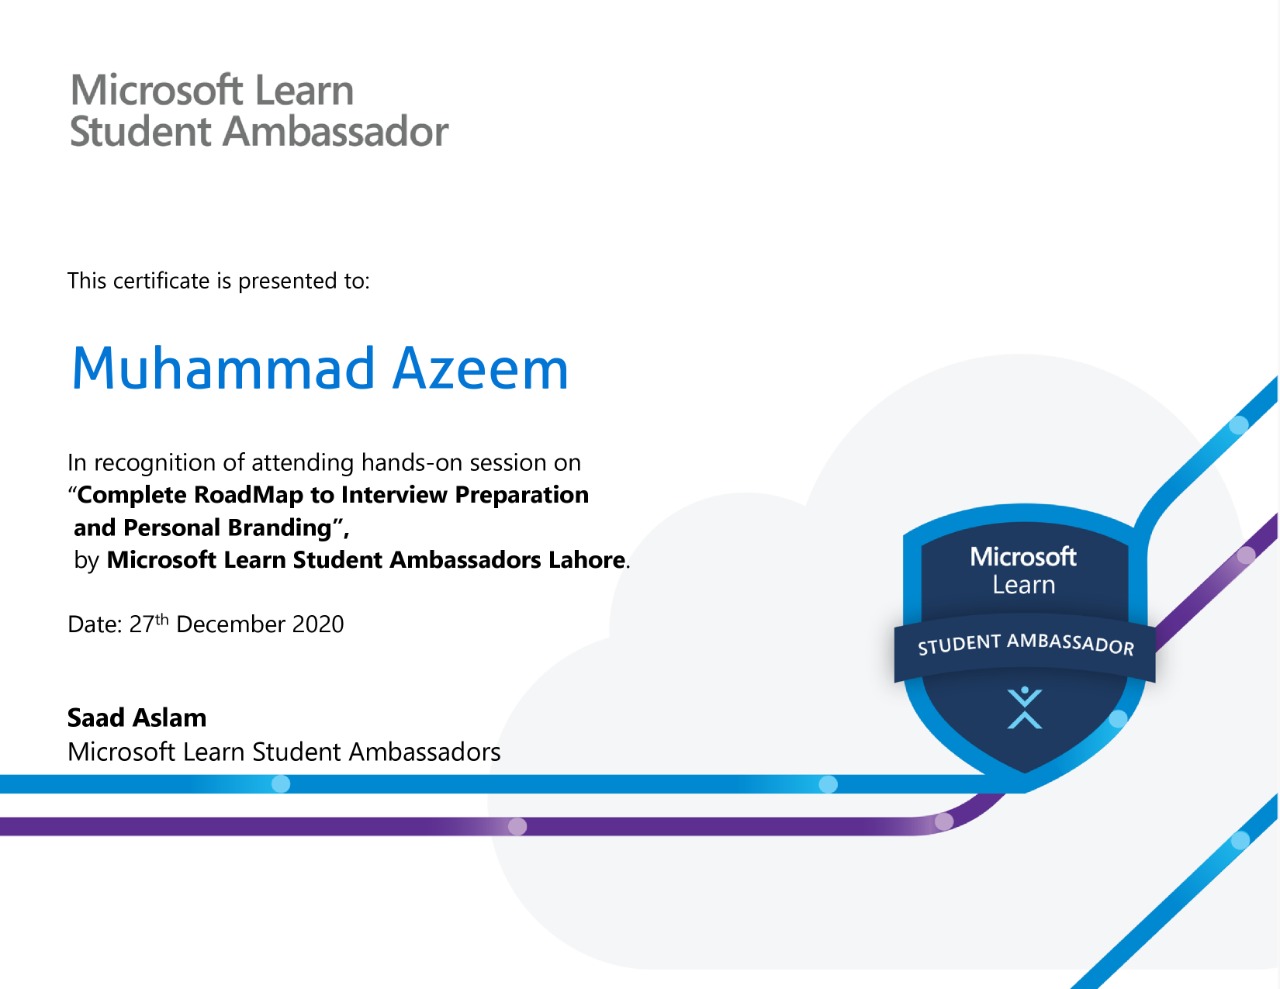 Microsoft Learn
Student Ambassador
This certificate is presented to:
Muhammad Azeem
In recognition of attending hands-on session on
“Complete RoadMap to Interview Preparation
and Personal Branding”,
by Microsoft Learn Student Ambassadors Lahore.
Date: 27th December 2020
Saad Aslam
Microsoft Learn Student Ambassadors
Microsoft
Learn
STUDENT AMBASSADOR